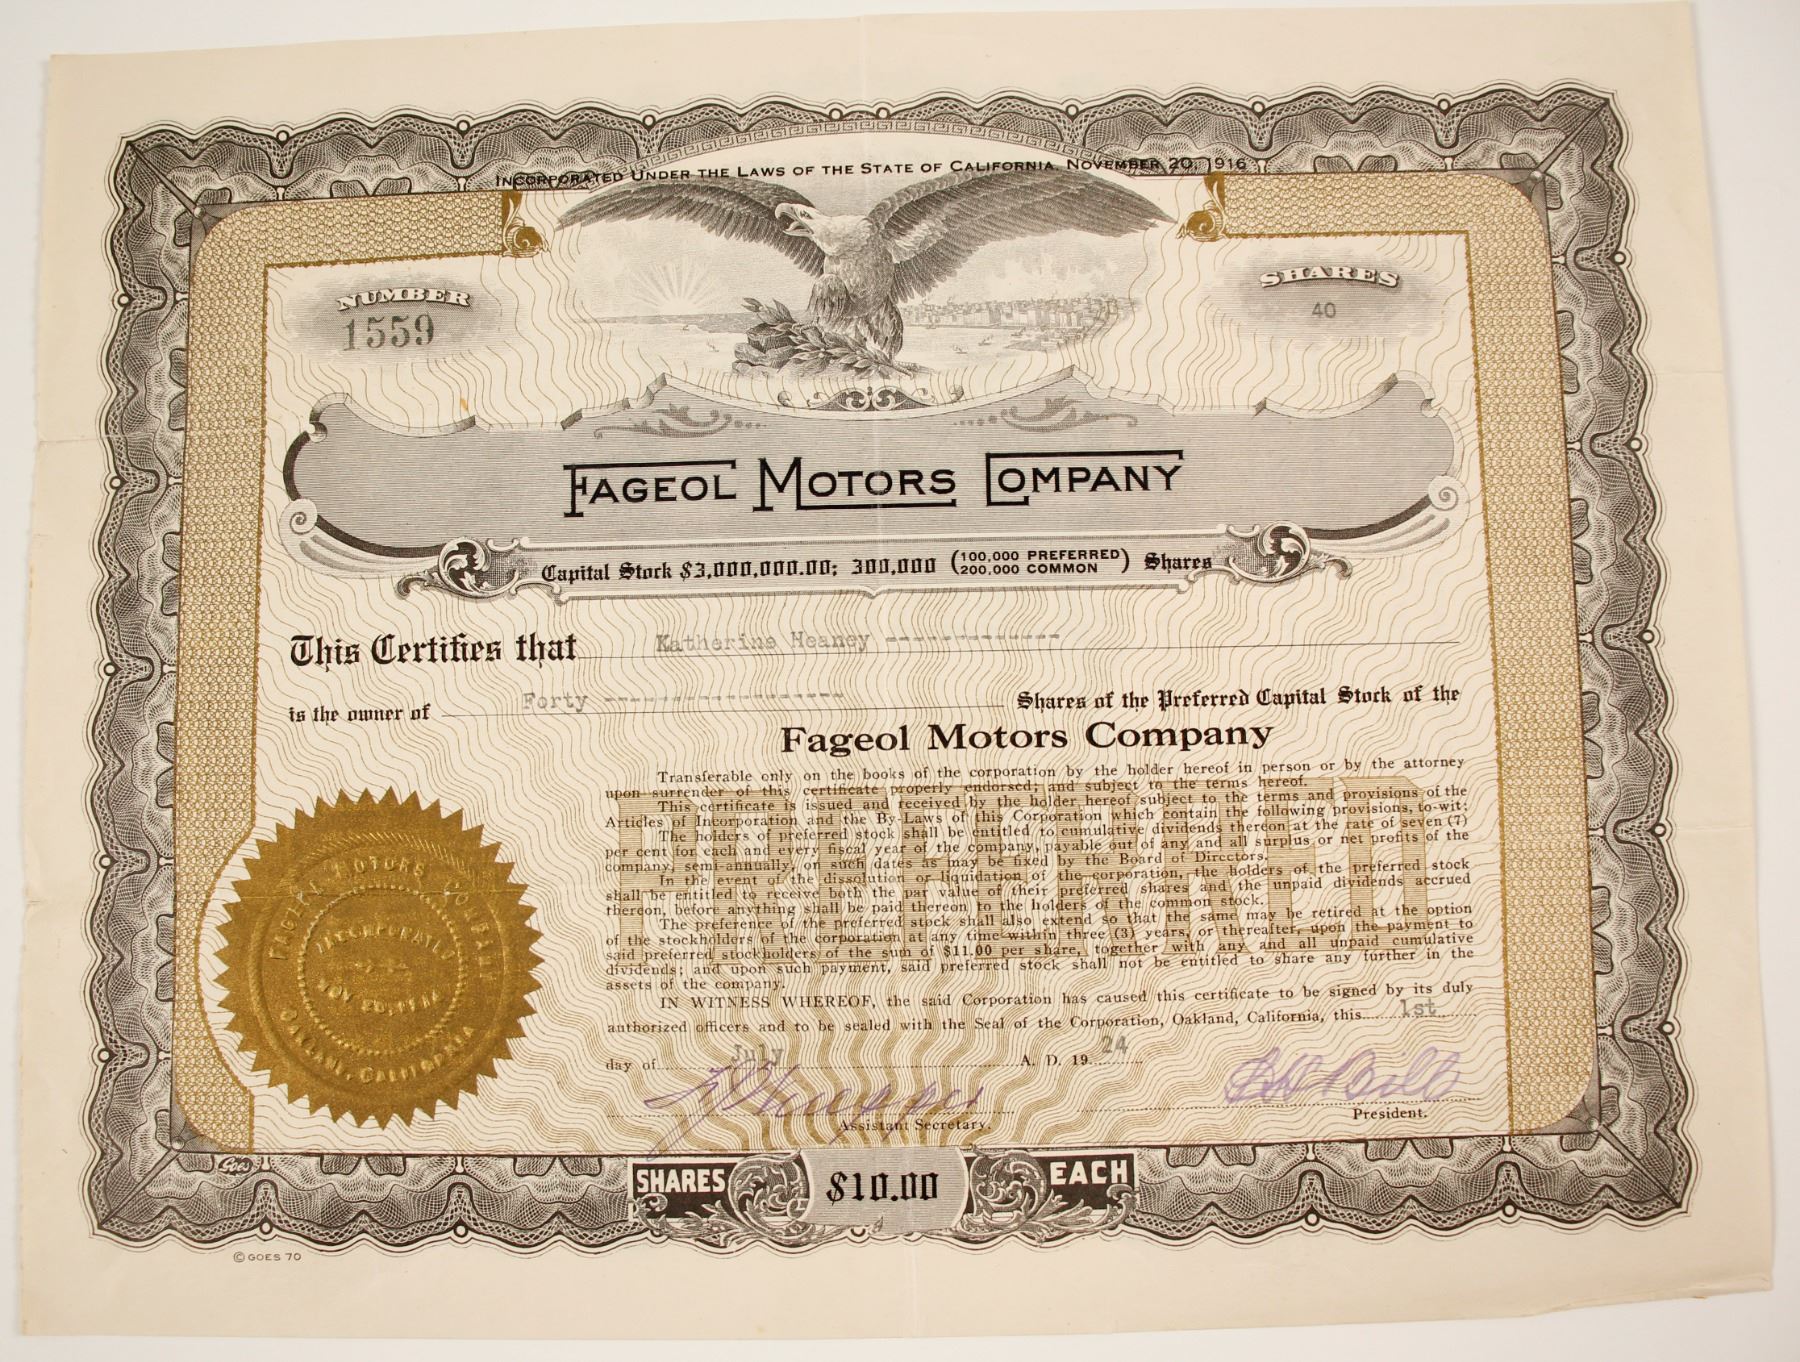 INCORPORATED UNDER THE LAWS OF THE STATE OF CALIFORNIA, NOVEMBER 20, 1916
NUMBER
1559
SHARES
40
FAGEOL MOTORS COMPANY
Capital Stock $3,000,000.00; 300,000 (100,000 PREFERRED
200,000 COMMON) Shares
This Certifies that Katherine Heaney --------------
is the owner of Forty ------------------- Shares of the Preferred Capital Stock of the
Fageol Motors Company
Transferable only on the books of the corporation by the holder hereof in person or by the attorney
upon surrender of this certificate properly endorsed; and subject to the terms hereof.
This certificate is issued and received by the holder hereof subject to the terms and provisions of the
Articles of Incorporation and the By-Laws of this Corporation which contain the following provisions, to-wit:
The holders of preferred stock shall be entitled to cumulative dividends thereon at the rate of seven (7)
per cent for each and every fiscal year of the company, payable out of any and all surplus or net profits of the
company, semi-annually, on such dates as may be fixed by the Board of Directors.
In the event of the dissolution or liquidation of the corporation, the holders of the preferred stock
shall be entitled to receive both the par value of their preferred shares and the unpaid dividends accrued
thereon, before anything shall be paid thereon to the holders of the common stock.
The preference of the preferred stock shall also extend so that the same may be retired at the option
of the stockholders of the corporation at any time within three (3) years, or thereafter, upon the payment to
said preferred stockholders of the sum of $11.00 per share, together with any and all unpaid cumulative
dividends; and upon such payment, said preferred stock shall not be entitled to share any further in the
assets of the company.
IN WITNESS WHEREOF, the said Corporation has caused this certificate to be signed by its duly
authorized officers and to be sealed with the Seal of the Corporation, Oakland, California, this 1st
day of July A. D. 1924
Assistant Secretary.
President.
FAGEOL MOTORS COMPANY
INCORPORATED
NOV. 20, 1916
OAKLAND, CALIFORNIA
Goes
SHARES $10.00 EACH
© GOES 70